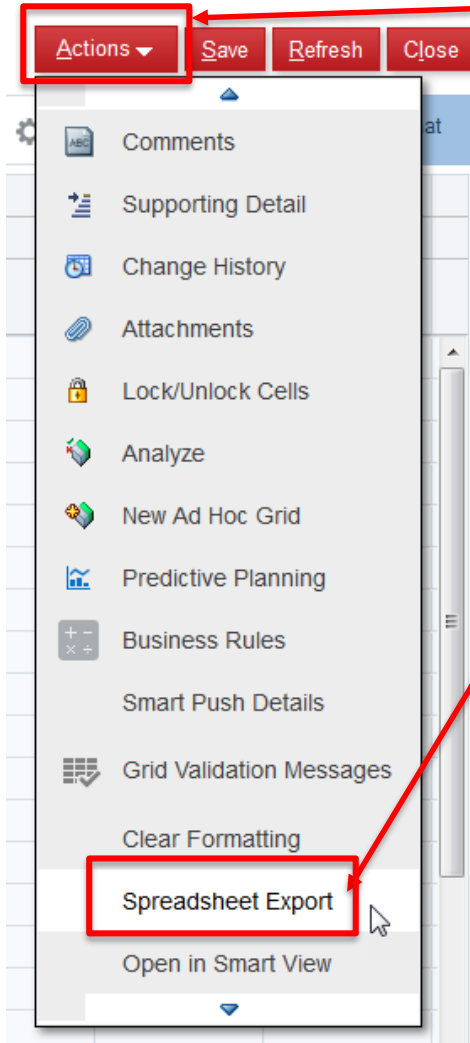 Actions Save Refresh Close
at
Comments
Supporting Detail
Change History
Attachments
Lock/Unlock Cells
Analyze
New Ad Hoc Grid
Predictive Planning
Business Rules
Smart Push Details
Grid Validation Messages
Clear Formatting
Spreadsheet Export
Open in Smart View